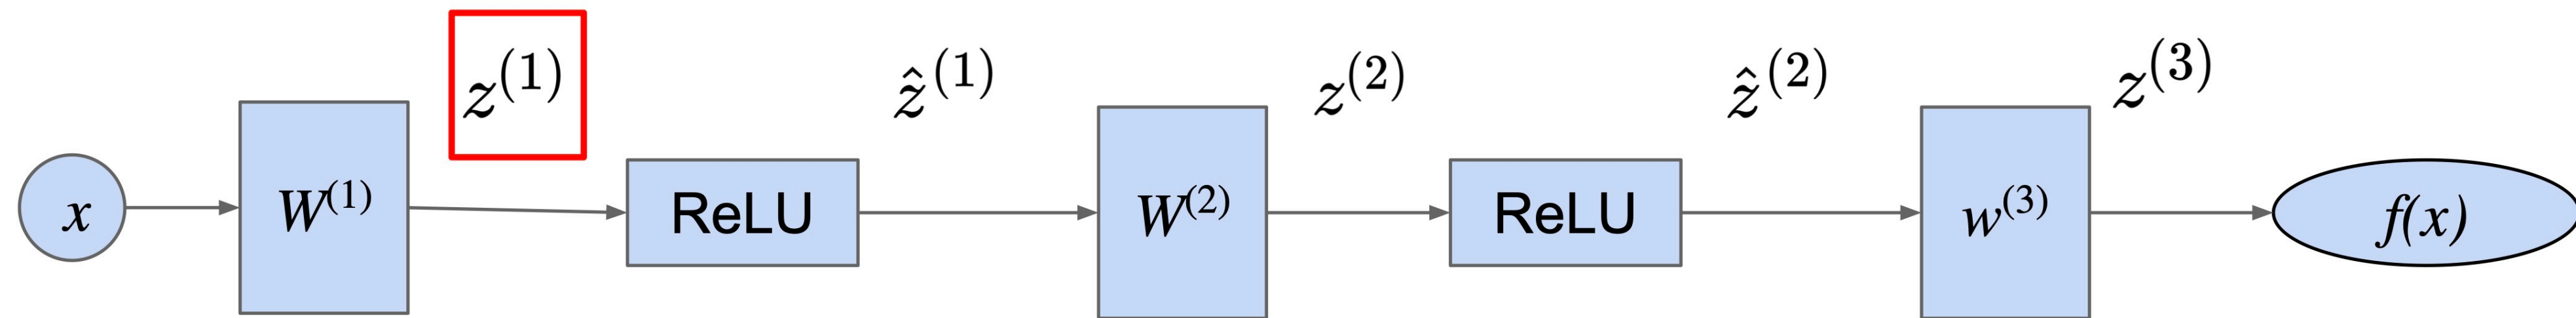 z^(1) ẑ^(1) z^(2) ẑ^(2) z^(3)
x W^(1) ReLU W^(2) ReLU w^(3) f(x)